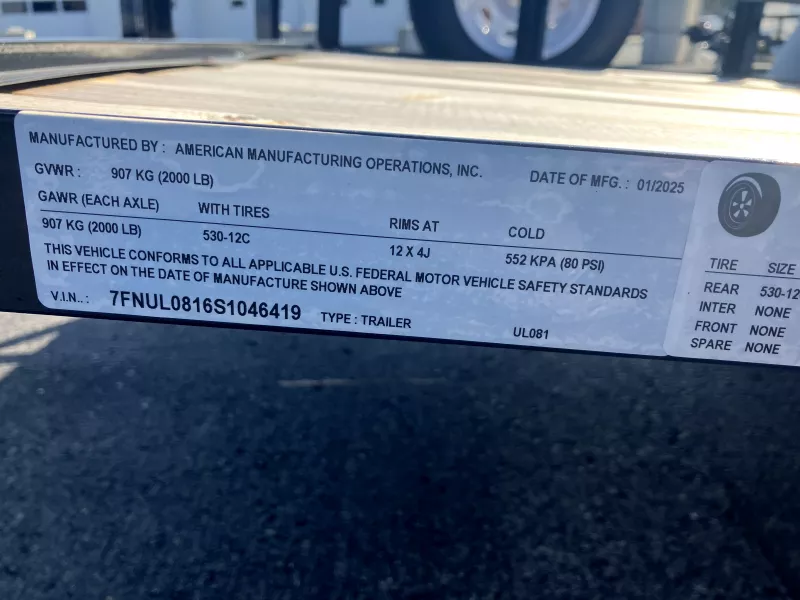 MANUFACTURED BY : AMERICAN MANUFACTURING OPERATIONS, INC. DATE OF MFG. : 01/2025
GVWR : 907 KG (2000 LB)
GAWR (EACH AXLE) WITH TIRES RIMS AT COLD
907 KG (2000 LB) 530-12C 12 X 4J 552 KPA (80 PSI)
THIS VEHICLE CONFORMS TO ALL APPLICABLE U.S. FEDERAL MOTOR VEHICLE SAFETY STANDARDS
IN EFFECT ON THE DATE OF MANUFACTURE SHOWN ABOVE
V.I.N..: 7FNUL0816S1046419 TYPE : TRAILER UL081
TIRE SIZE
REAR 530-12
INTER NONE
FRONT NONE
SPARE NONE